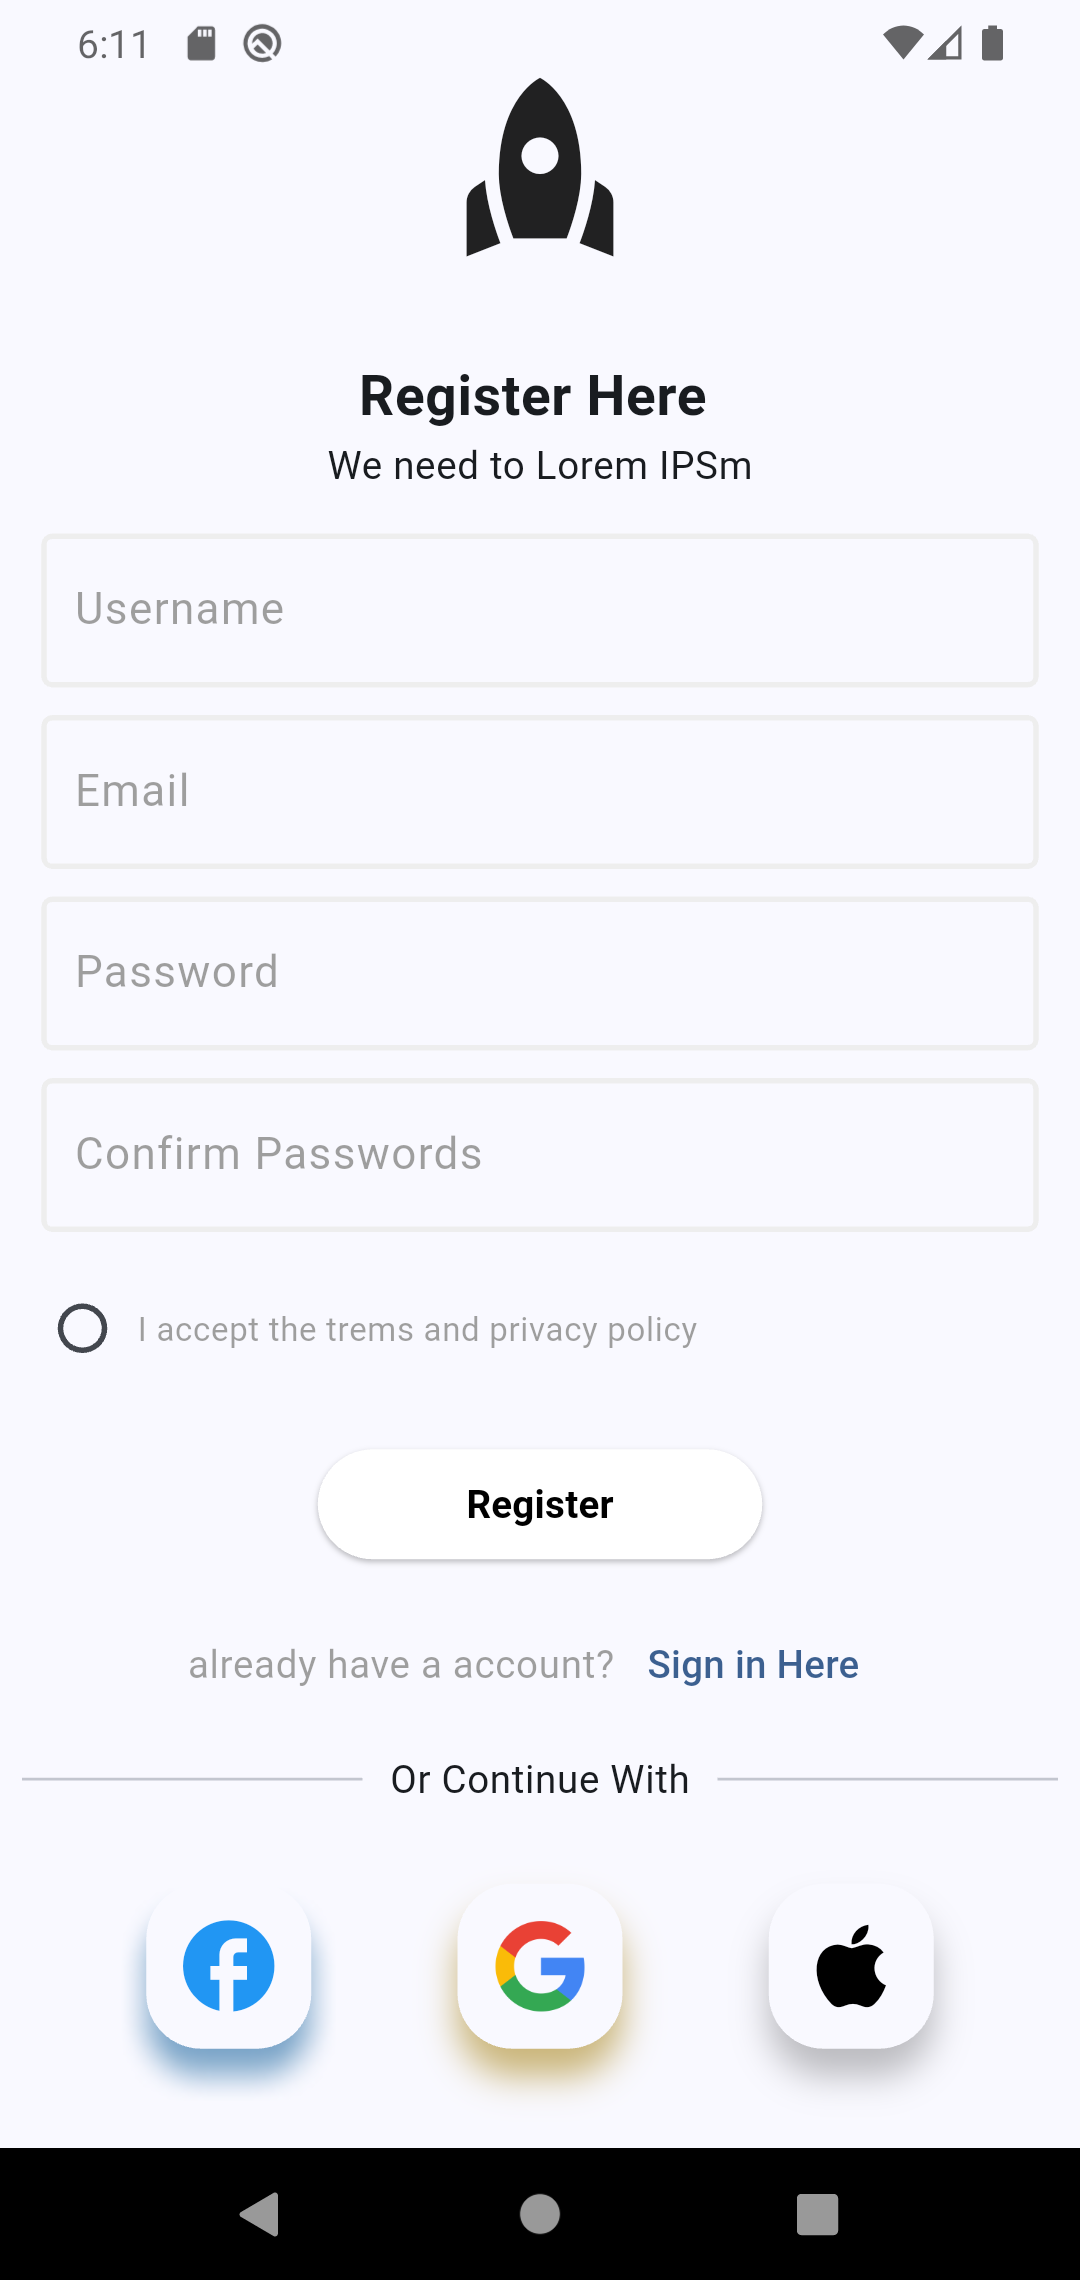 6:11
Register Here
We need to Lorem IPSm
Username
Email
Password
Confirm Passwords
I accept the trems and privacy policy
Register
already have a account? Sign in Here
Or Continue With